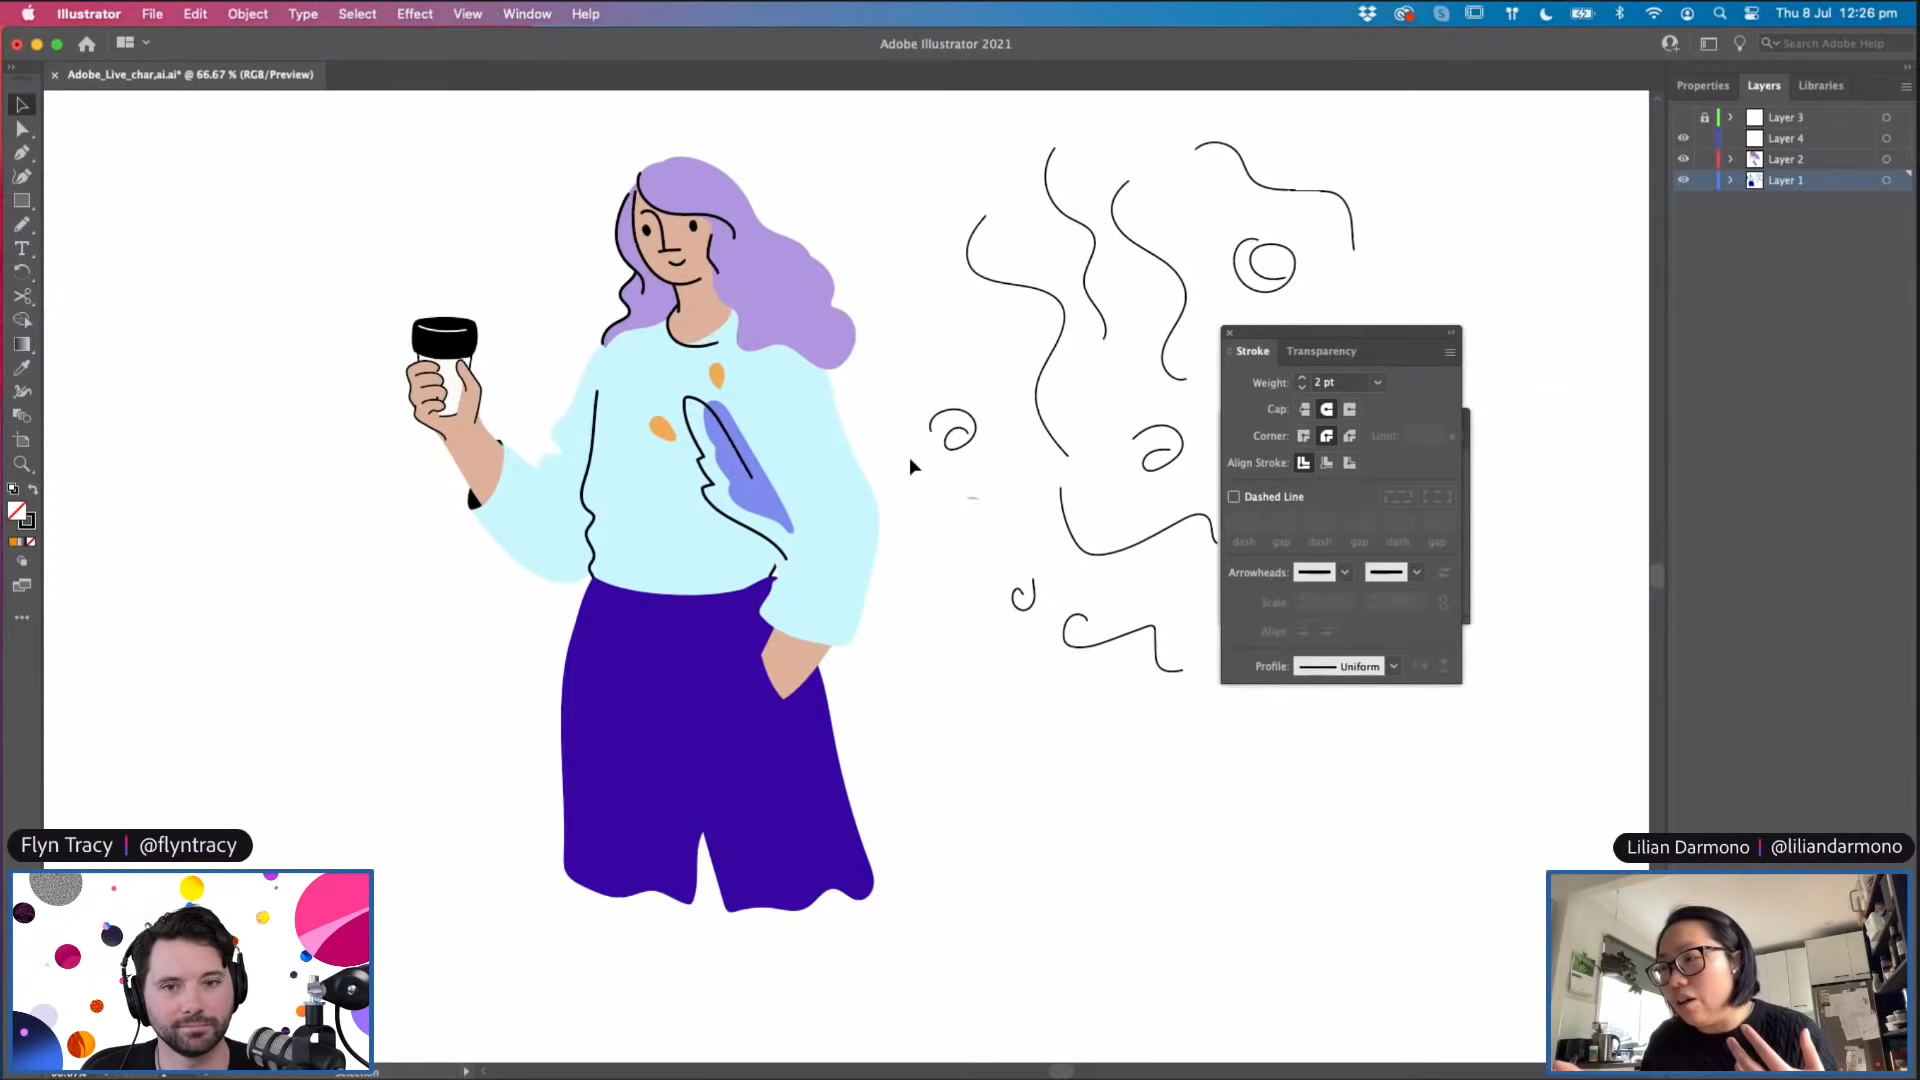 Illustrator File Edit Object Type Select Effect View Window Help
Thu 8 Jul 12:26 pm
Adobe Illustrator 2021
Search Adobe Help
Adobe_Live_char,ai.ai* @ 66.67 % (RGB/Preview)
Properties Layers Libraries
Layer 3
Layer 4
Layer 2
Layer 1
Stroke Transparency
Weight: 2 pt
Cap:
Corner: Limit:
Align Stroke:
Dashed Line
dash gap dash gap dash gap
Arrowheads:
Scale:
Align:
Profile: Uniform
Flyn Tracy | @flyntracy
Lilian Darmono | @liliandarmono
Selection